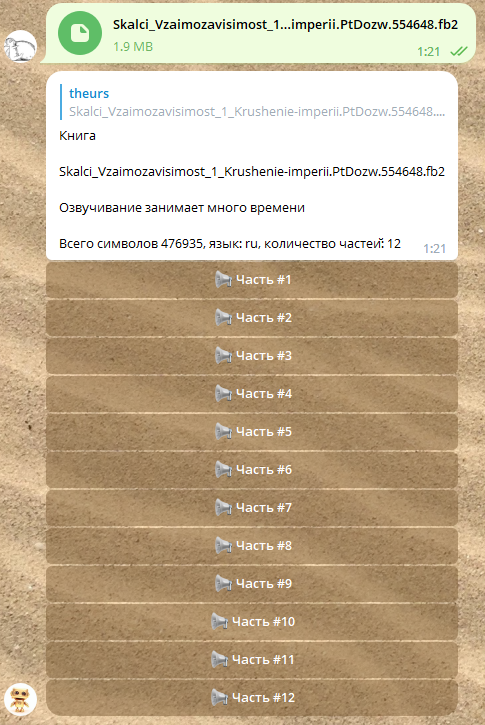 Skalci_Vzaimozavisimost_1...imperii.PtDozw.554648.fb2
1.9 MB
1:21
theurs
Skalci_Vzaimozavisimost_1_Krushenie-imperii.PtDozw.554648....
Книга
Skalci_Vzaimozavisimost_1_Krushenie-imperii.PtDozw.554648.fb2
Озвучивание занимает много времени
Всего символов 476935, язык: ru, количество частей: 12
1:21
Часть #1
Часть #2
Часть #3
Часть #4
Часть #5
Часть #6
Часть #7
Часть #8
Часть #9
Часть #10
Часть #11
Часть #12